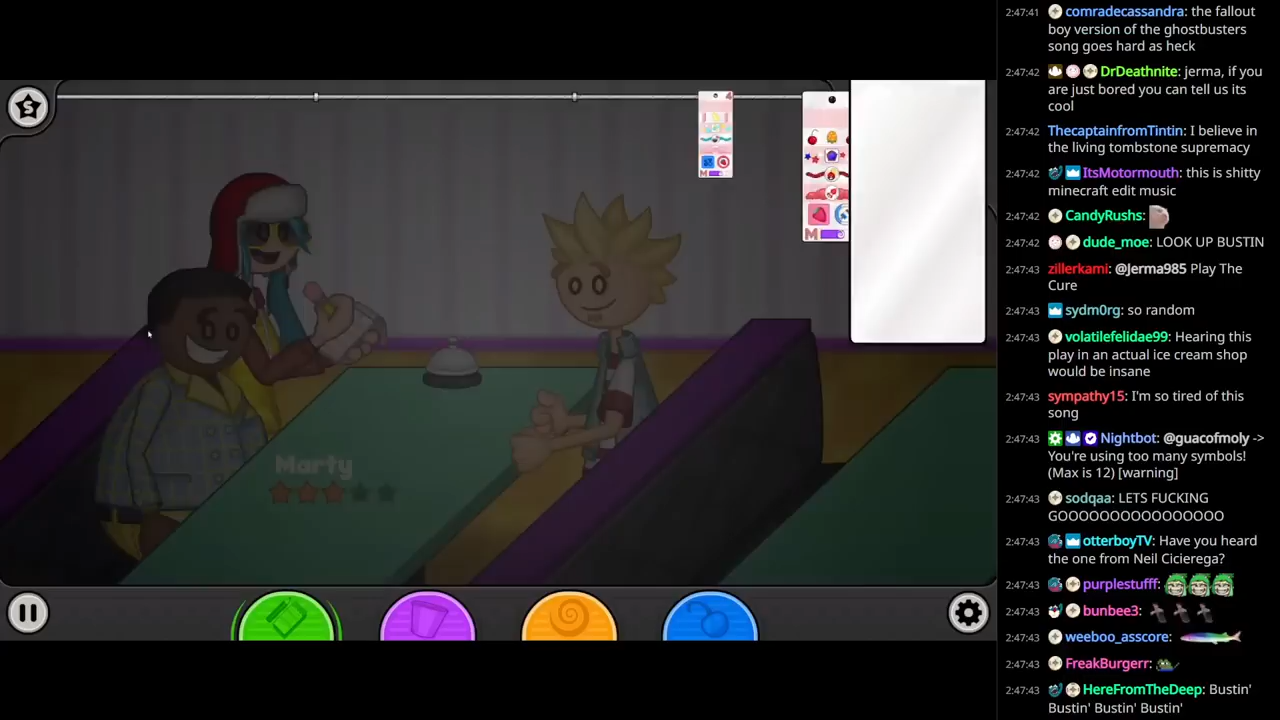 Marty
M
M
4
2:47:41 comradecassandra: the fallout
boy version of the ghostbusters
song goes hard as heck
2:47:42 DrDeathnite: jerma, if you
are just bored you can tell us its
cool
2:47:42 ThecaptainfromTintin: I believe in
the living tombstone supremacy
2:47:42 ItsMotormouth: this is shitty
minecraft edit music
2:47:42 CandyRushs:
2:47:42 dude_moe: LOOK UP BUSTIN
2:47:43 zillerkami: @Jerma985 Play The
Cure
2:47:43 sydm0rg: so random
2:47:43 volatilefelidae99: Hearing this
play in an actual ice cream shop
would be insane
2:47:43 sympathy15: I'm so tired of this
song
2:47:43 Nightbot: @guacofmoly ->
You're using too many symbols!
(Max is 12) [warning]
2:47:43 sodqaa: LETS FUCKING
GOOOOOOOOOOOOOOOO
2:47:43 otterboyTV: Have you heard
the one from Neil Cicierega?
2:47:43 purplestufff:
2:47:43 bunbee3:
2:47:43 weeboo_asscore:
2:47:43 FreakBurgerr:
2:47:43 HereFromTheDeep: Bustin'
Bustin' Bustin' Bustin'